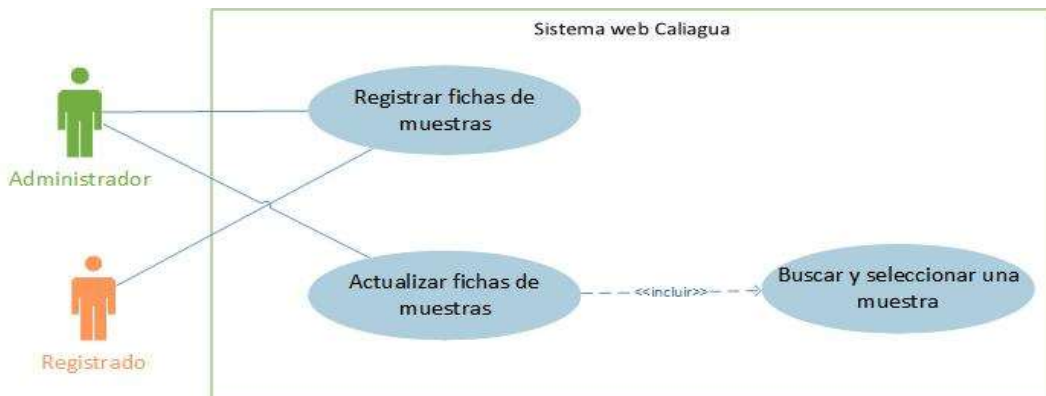 Sistema web Caliagua
Registrar fichas de
muestras
Administrador
Actualizar fichas de
muestras
<<incluir>>
Buscar y seleccionar una
muestra
Registrado